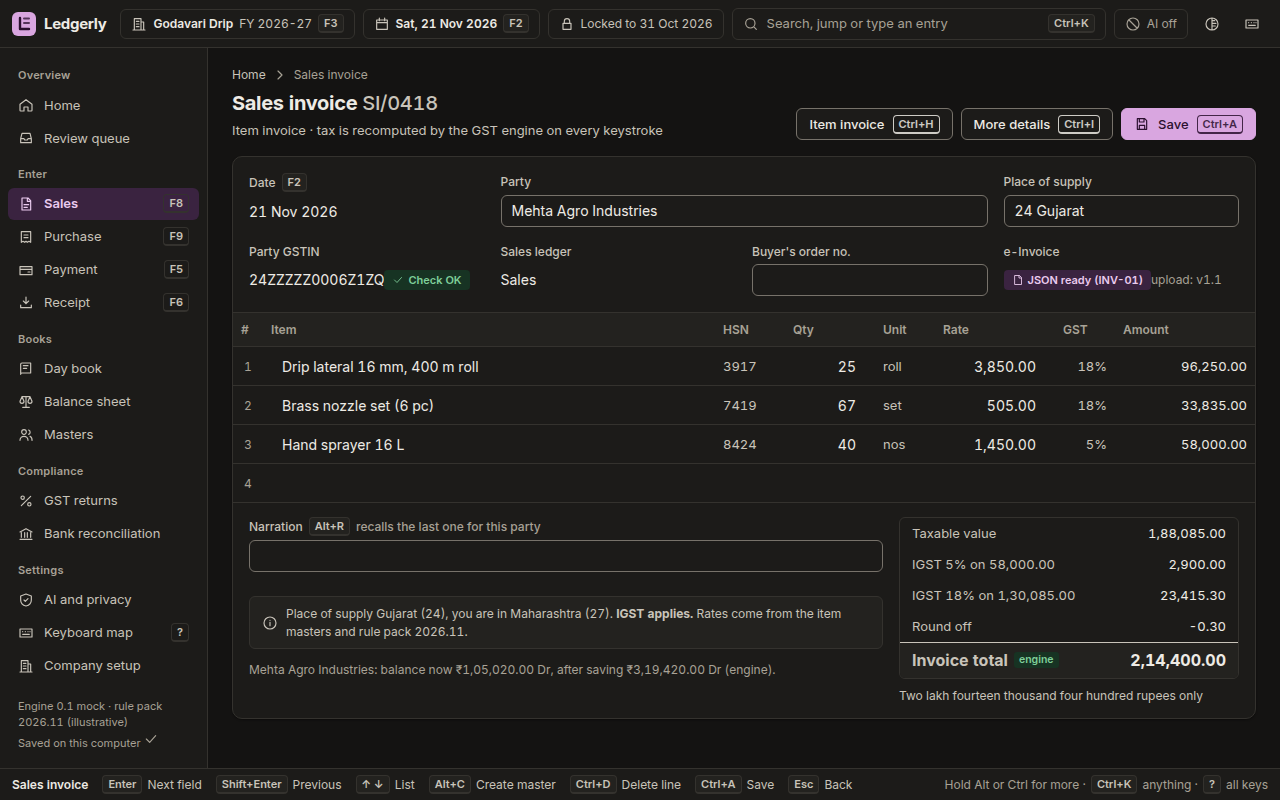 Ledgerly
Godavari Drip FY 2026-27 F3
Sat, 21 Nov 2026 F2
Locked to 31 Oct 2026
Search, jump or type an entry Ctrl+K
AI off
Overview
Home
Review queue
Enter
Sales F8
Purchase F9
Payment F5
Receipt F6
Books
Day book
Balance sheet
Masters
Compliance
GST returns
Bank reconciliation
Settings
AI and privacy
Keyboard map ?
Company setup
Engine 0.1 mock · rule pack
2026.11 (illustrative)
Saved on this computer
Home > Sales invoice
Sales invoice SI/0418
Item invoice · tax is recomputed by the GST engine on every keystroke
Item invoice Ctrl+H
More details Ctrl+I
Save Ctrl+A
Date F2 Party Place of supply
21 Nov 2026 Mehta Agro Industries 24 Gujarat
Party GSTIN Sales ledger Buyer's order no. e-Invoice
24ZZZZZ0006Z1ZQ Check OK Sales JSON ready (INV-01) upload: v1.1
# Item HSN Qty Unit Rate GST Amount
1 Drip lateral 16 mm, 400 m roll 3917 25 roll 3,850.00 18% 96,250.00
2 Brass nozzle set (6 pc) 7419 67 set 505.00 18% 33,835.00
3 Hand sprayer 16 L 8424 40 nos 1,450.00 5% 58,000.00
4
Narration Alt+R recalls the last one for this party
Place of supply Gujarat (24), you are in Maharashtra (27). IGST applies. Rates come from the item
masters and rule pack 2026.11.
Mehta Agro Industries: balance now ₹1,05,020.00 Dr, after saving ₹3,19,420.00 Dr (engine).
Taxable value 1,88,085.00
IGST 5% on 58,000.00 2,900.00
IGST 18% on 1,30,085.00 23,415.30
Round off -0.30
Invoice total engine 2,14,400.00
Two lakh fourteen thousand four hundred rupees only
Sales invoice Enter Next field Shift+Enter Previous ↑↓ List Alt+C Create master Ctrl+D Delete line Ctrl+A Save Esc Back Hold Alt or Ctrl for more · Ctrl+K anything · ? all keys